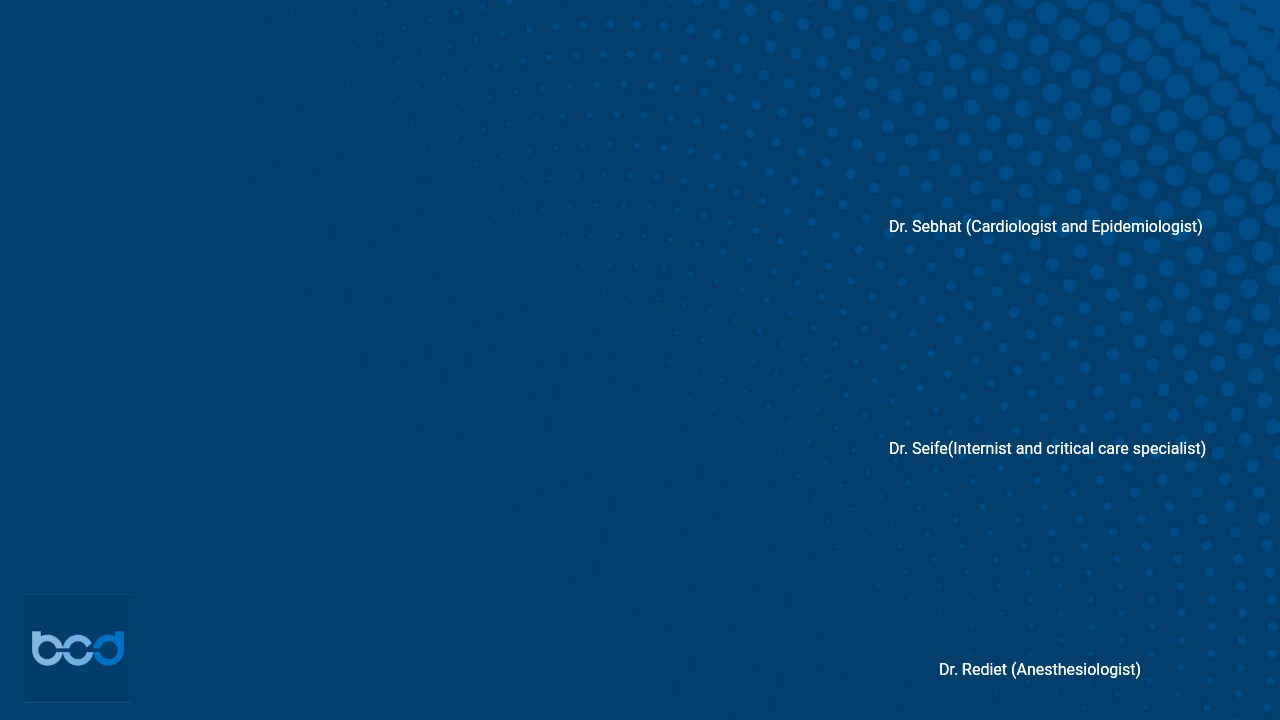 Dr. Sebhat (Cardiologist and Epidemiologist)
Dr. Seife(Internist and critical care specialist)
bcd
Dr. Rediet (Anesthesiologist)